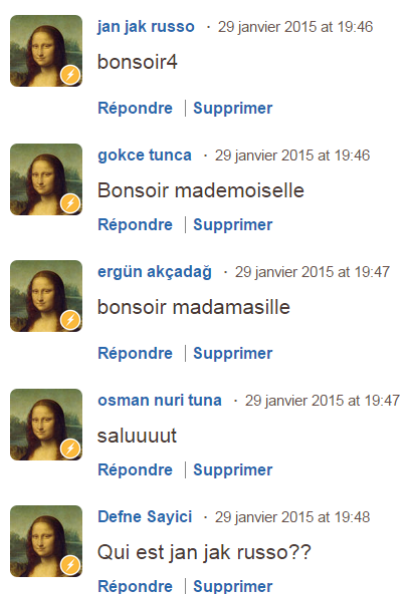 jan jak russo · 29 janvier 2015 at 19:46
bonsoir4
Répondre | Supprimer
gokce tunca · 29 janvier 2015 at 19:46
Bonsoir mademoiselle
Répondre | Supprimer
ergün akçadağ · 29 janvier 2015 at 19:47
bonsoir madamasille
Répondre | Supprimer
osman nuri tuna · 29 janvier 2015 at 19:47
saluuuut
Répondre | Supprimer
Defne Sayici · 29 janvier 2015 at 19:48
Qui est jan jak russo??
Répondre | Supprimer